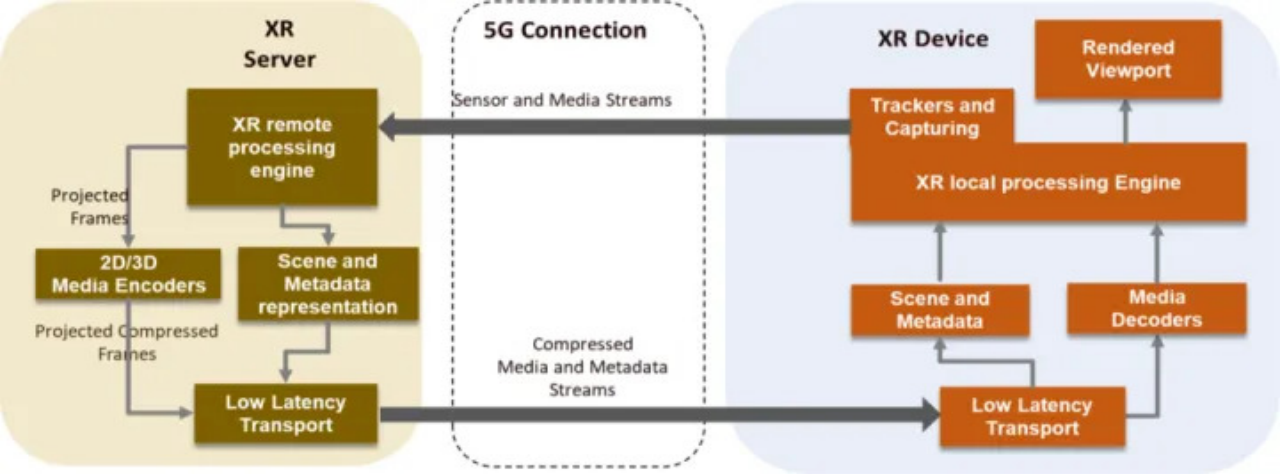 XR
Server
5G Connection
XR Device
Rendered
Viewport
Sensor and Media Streams
Trackers and
Capturing
XR remote
processing
engine
XR local processing Engine
Projected
Frames
2D/3D
Media Encoders
Scene and
Metadata
representation
Scene and
Metadata
Media
Decoders
Projected Compressed
Frames
Compressed
Media and Metadata
Streams
Low Latency
Transport
Low Latency
Transport